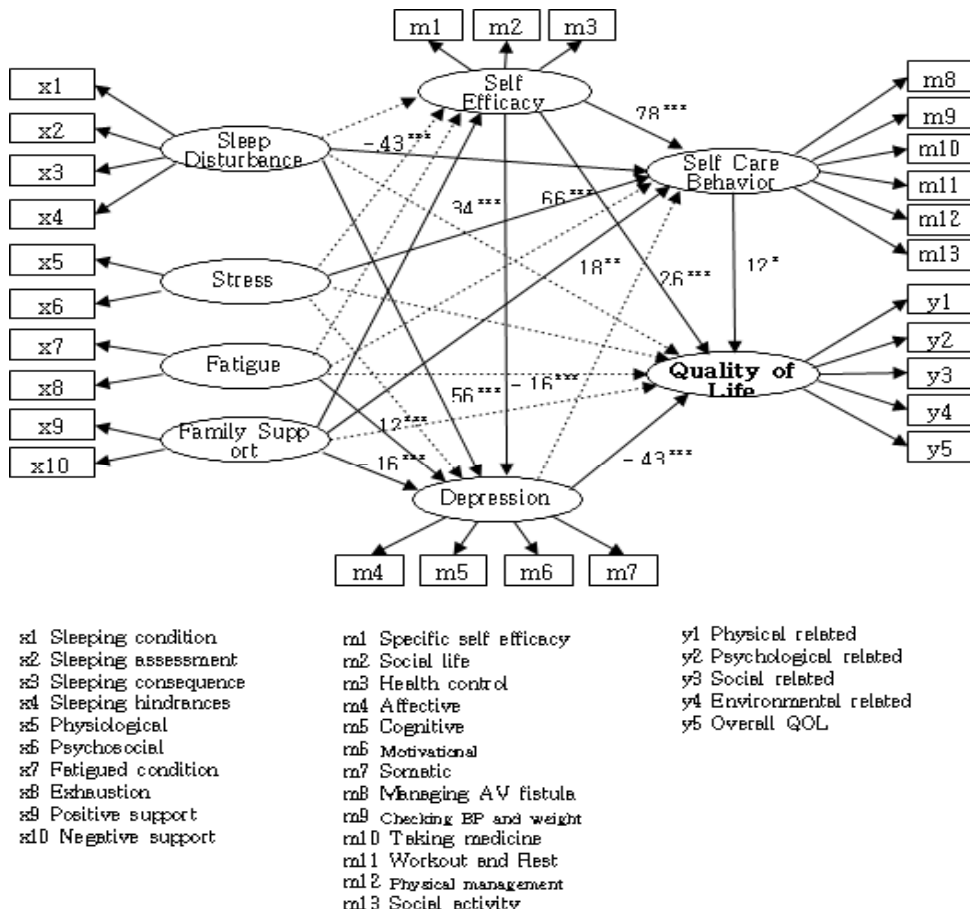 m1
m2
m3
Self
Efficacy
x1
x2
x3
x4
Sleep
Disturbance
-.43***
.78***
Self Care
Behavior
m8
m9
m10
m11
m12
m13
.34***
.66***
x5
x6
Stress
.18**
.26***
.12*
y1
y2
y3
y4
y5
x7
x8
Fatigue
Quality of
Life
.56***
-.16***
x9
x10
Family Supp
ort
.12***
-.16***
-.43***
Depression
m4
m5
m6
m7
x1 Sleeping condition
x2 Sleeping assessment
x3 Sleeping consequence
x4 Sleeping hindrances
x5 Physiological
x6 Psychosocial
x7 Fatigued condition
x8 Exhaustion
x9 Positive support
x10 Negative support
m1 Specific self efficacy
m2 Social life
m3 Health control
m4 Affective
m5 Cognitive
m6 Motivational
m7 Somatic
m8 Managing AV fistula
m9 Checking BP and weight
m10 Taking medicine
m11 Workout and Rest
m12 Physical management
m13 Social activity
y1 Physical related
y2 Psychological related
y3 Social related
y4 Environmental related
y5 Overall QOL